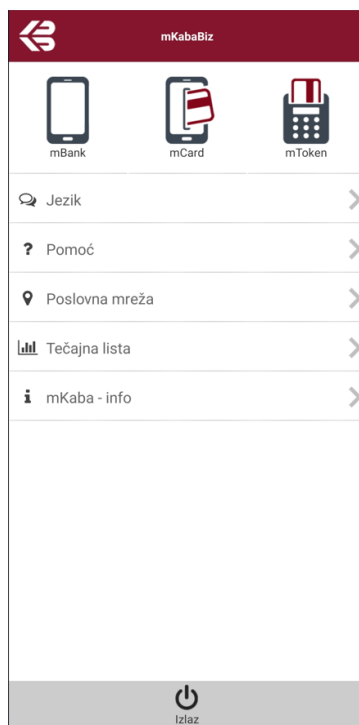 mKabaBiz
mBank
mCard
mToken
Jezik
Pomoć
Poslovna mreža
Tečajna lista
mKaba - info
Izlaz